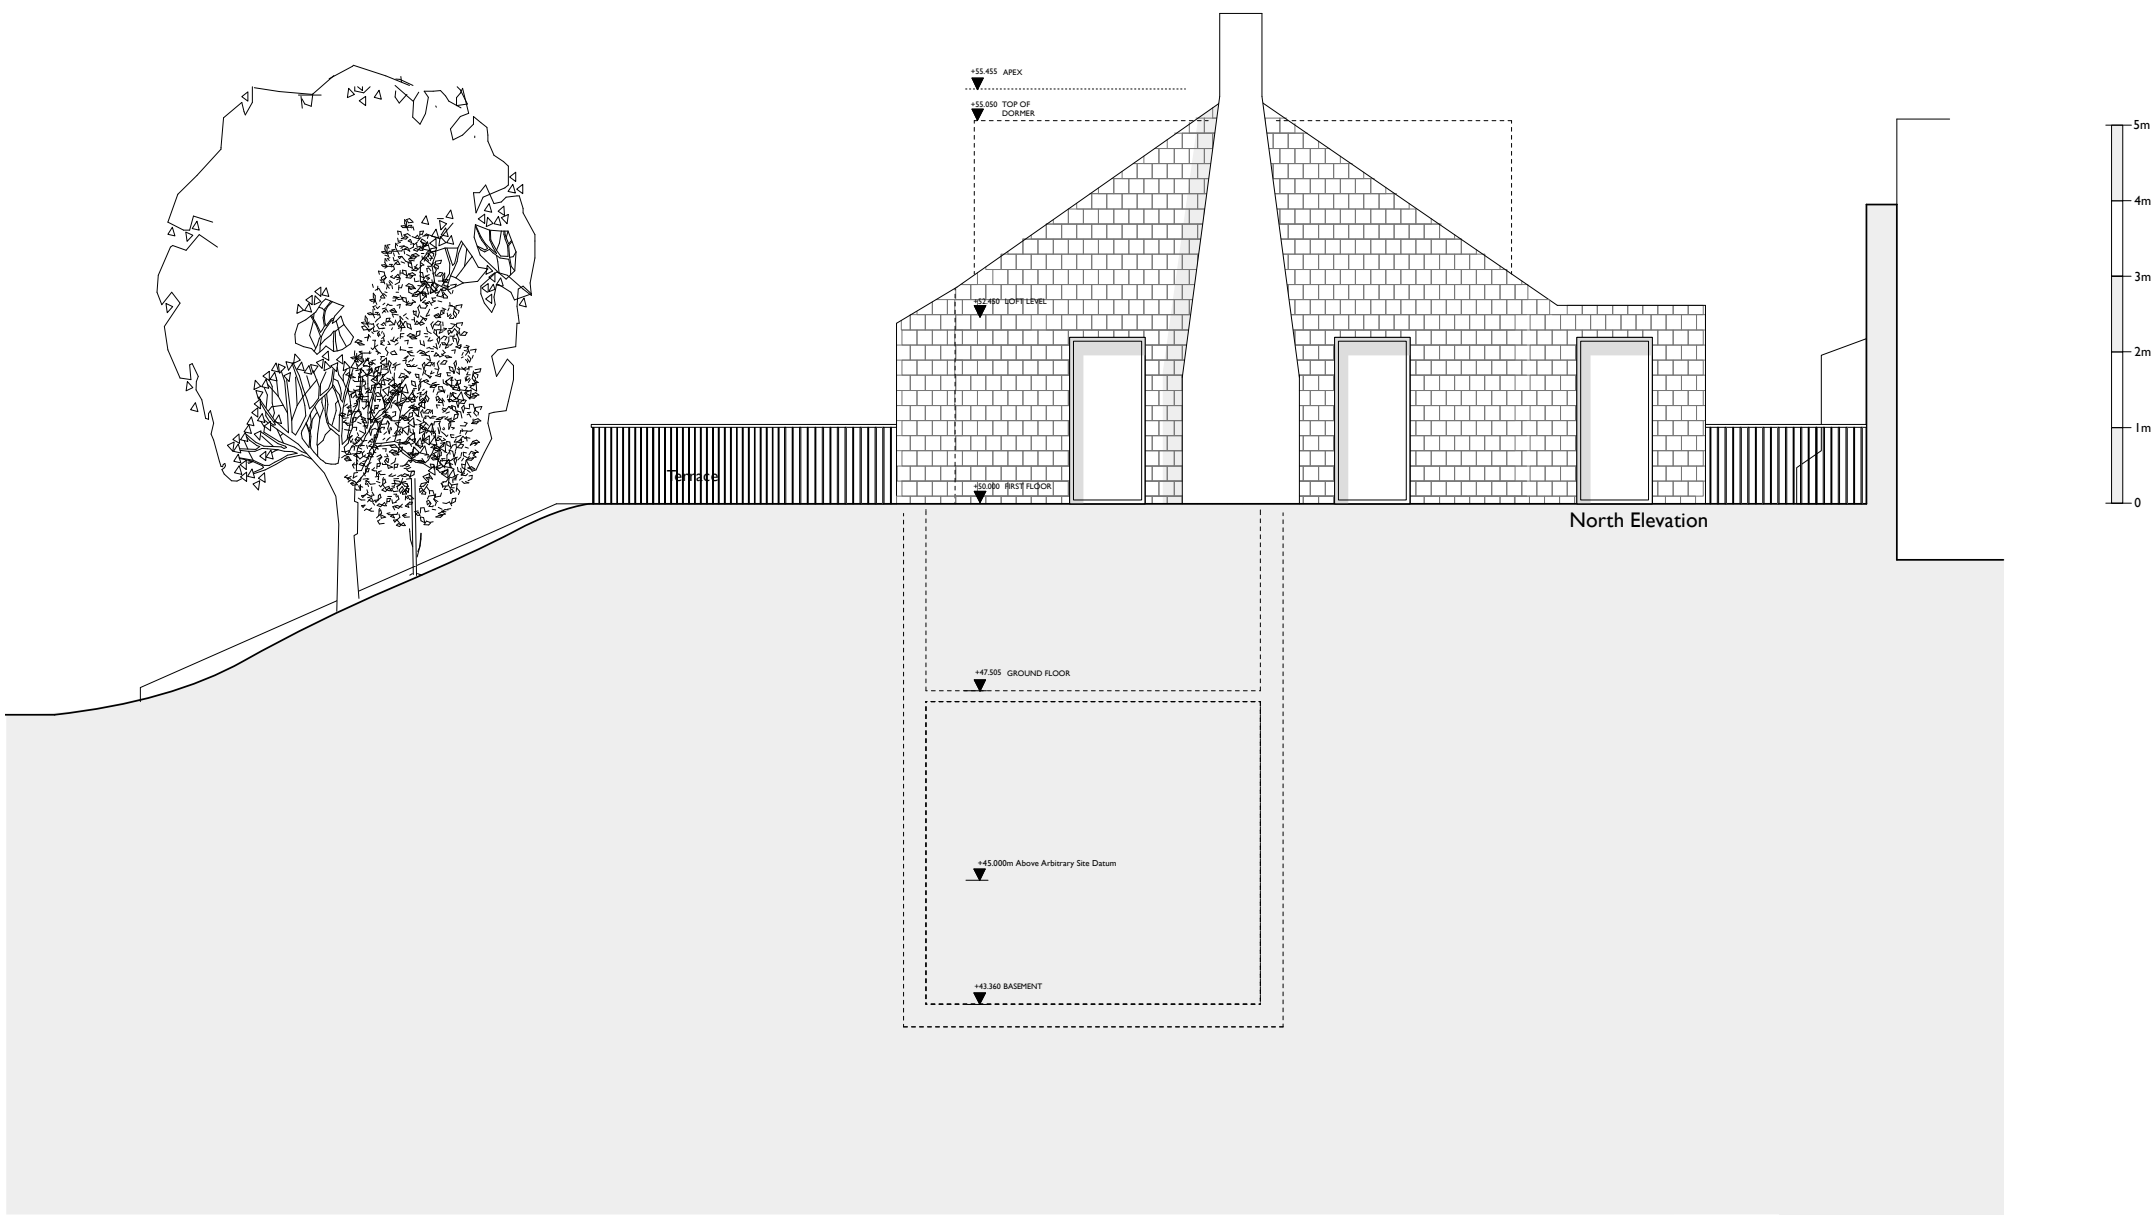 +55.455 APEX
+55.050 TOP OF
DORMER
5m
4m
3m
+52.450 LOFT LEVEL
2m
1m
Terrace
+50.000 FIRST FLOOR
0
North Elevation
+47.505 GROUND FLOOR
+45.000m Above Arbitrary Site Datum
+43.360 BASEMENT